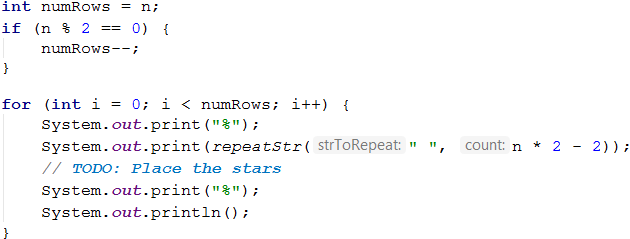 int numRows = n;
if (n % 2 == 0) {
    numRows--;
}
for (int i = 0; i < numRows; i++) {
    System.out.print("%");
    System.out.print(repeatStr( strToRepeat: " ", count: n * 2 - 2));
    // TODO: Place the stars
    System.out.print("%");
    System.out.println();
}